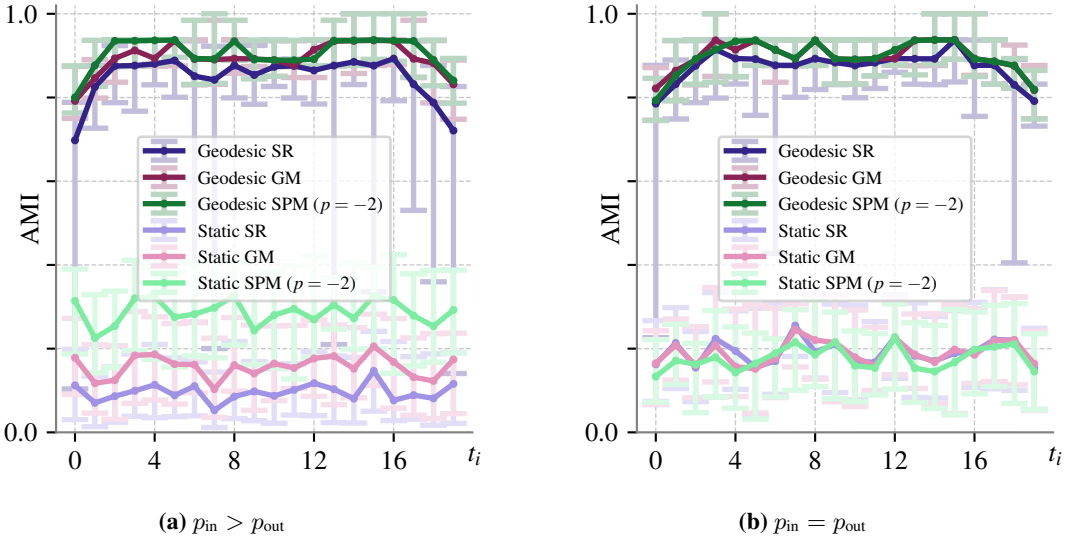 1.0
AMI
0.0
Geodesic SR
Geodesic GM
Geodesic SPM (p = −2)
Static SR
Static GM
Static SPM (p = −2)
0 4 8 12 16 t_i
(a) p_in > p_out
1.0
AMI
0.0
Geodesic SR
Geodesic GM
Geodesic SPM (p = −2)
Static SR
Static GM
Static SPM (p = −2)
0 4 8 12 16 t_i
(b) p_in = p_out